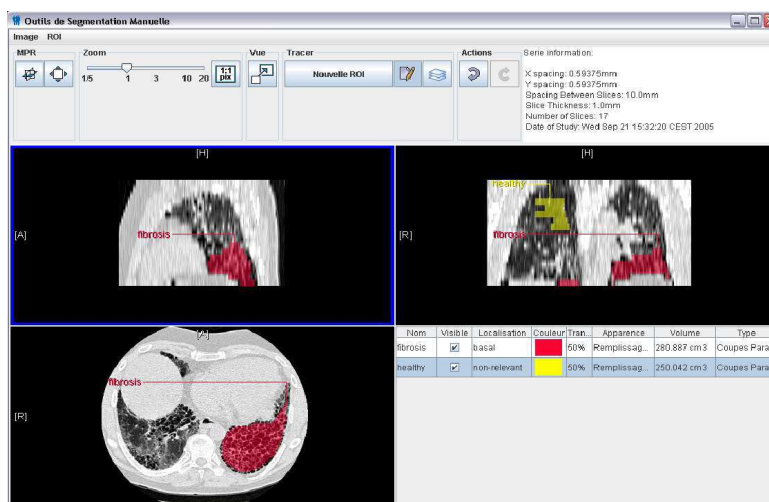 Outils de Segmentation Manuelle
Image ROI
MPR Zoom Vue Tracer Actions
Serie information:
1/5 1 3 10 20
1:1 pix
Nouvelle ROI
X spacing: 0.59375mm
Y spacing: 0.59375mm
Spacing Between Slices: 10.0mm
Slice Thickness: 1.0mm
Number of Slices: 17
Date of Study: Wed Sep 21 15:32:20 CEST 2005
[H]
[A]
fibrosis
[H]
healthy
[R]
fibrosis
[A]
fibrosis
[R]
Nom Visible Localisation Couleur Tran... Apparence Volume Type
fibrosis basal 50% Remplissag... 280.887 cm3 Coupes Para
healthy non-relevant 50% Remplissag... 250.042 cm3 Coupes Para